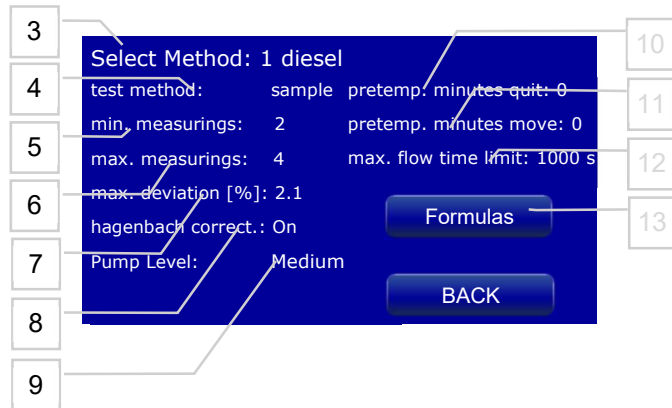 3
Select Method: 1 diesel
10
4
test method: sample pretemp. minutes quit: 0
11
5
min. measurings: 2 pretemp. minutes move: 0
6
max. measurings: 4 max. flow time limit: 1000 s
12
7
max. deviation [%]: 2.1
Formulas
13
8
hagenbach correct.: On
9
Pump Level: Medium
BACK